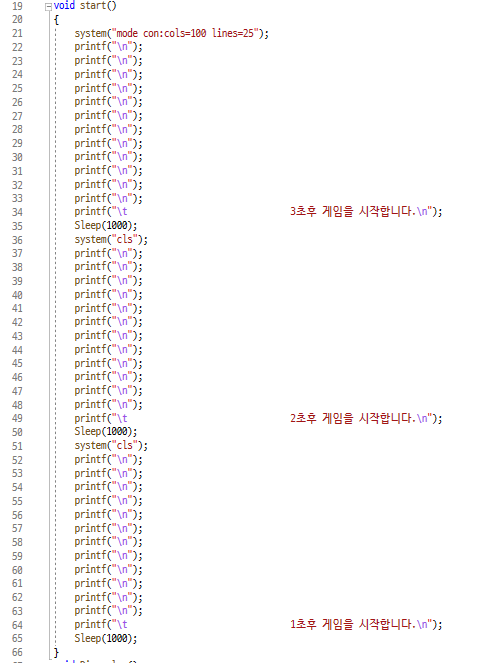 19 void start()
20 {
21 system("mode con:cols=100 lines=25");
22 printf("\n");
23 printf("\n");
24 printf("\n");
25 printf("\n");
26 printf("\n");
27 printf("\n");
28 printf("\n");
29 printf("\n");
30 printf("\n");
31 printf("\n");
32 printf("\n");
33 printf("\n");
34 printf("\t 3초후 게임을 시작합니다.\n");
35 Sleep(1000);
36 system("cls");
37 printf("\n");
38 printf("\n");
39 printf("\n");
40 printf("\n");
41 printf("\n");
42 printf("\n");
43 printf("\n");
44 printf("\n");
45 printf("\n");
46 printf("\n");
47 printf("\n");
48 printf("\n");
49 printf("\t 2초후 게임을 시작합니다.\n");
50 Sleep(1000);
51 system("cls");
52 printf("\n");
53 printf("\n");
54 printf("\n");
55 printf("\n");
56 printf("\n");
57 printf("\n");
58 printf("\n");
59 printf("\n");
60 printf("\n");
61 printf("\n");
62 printf("\n");
63 printf("\n");
64 printf("\t 1초후 게임을 시작합니다.\n");
65 Sleep(1000);
66 }